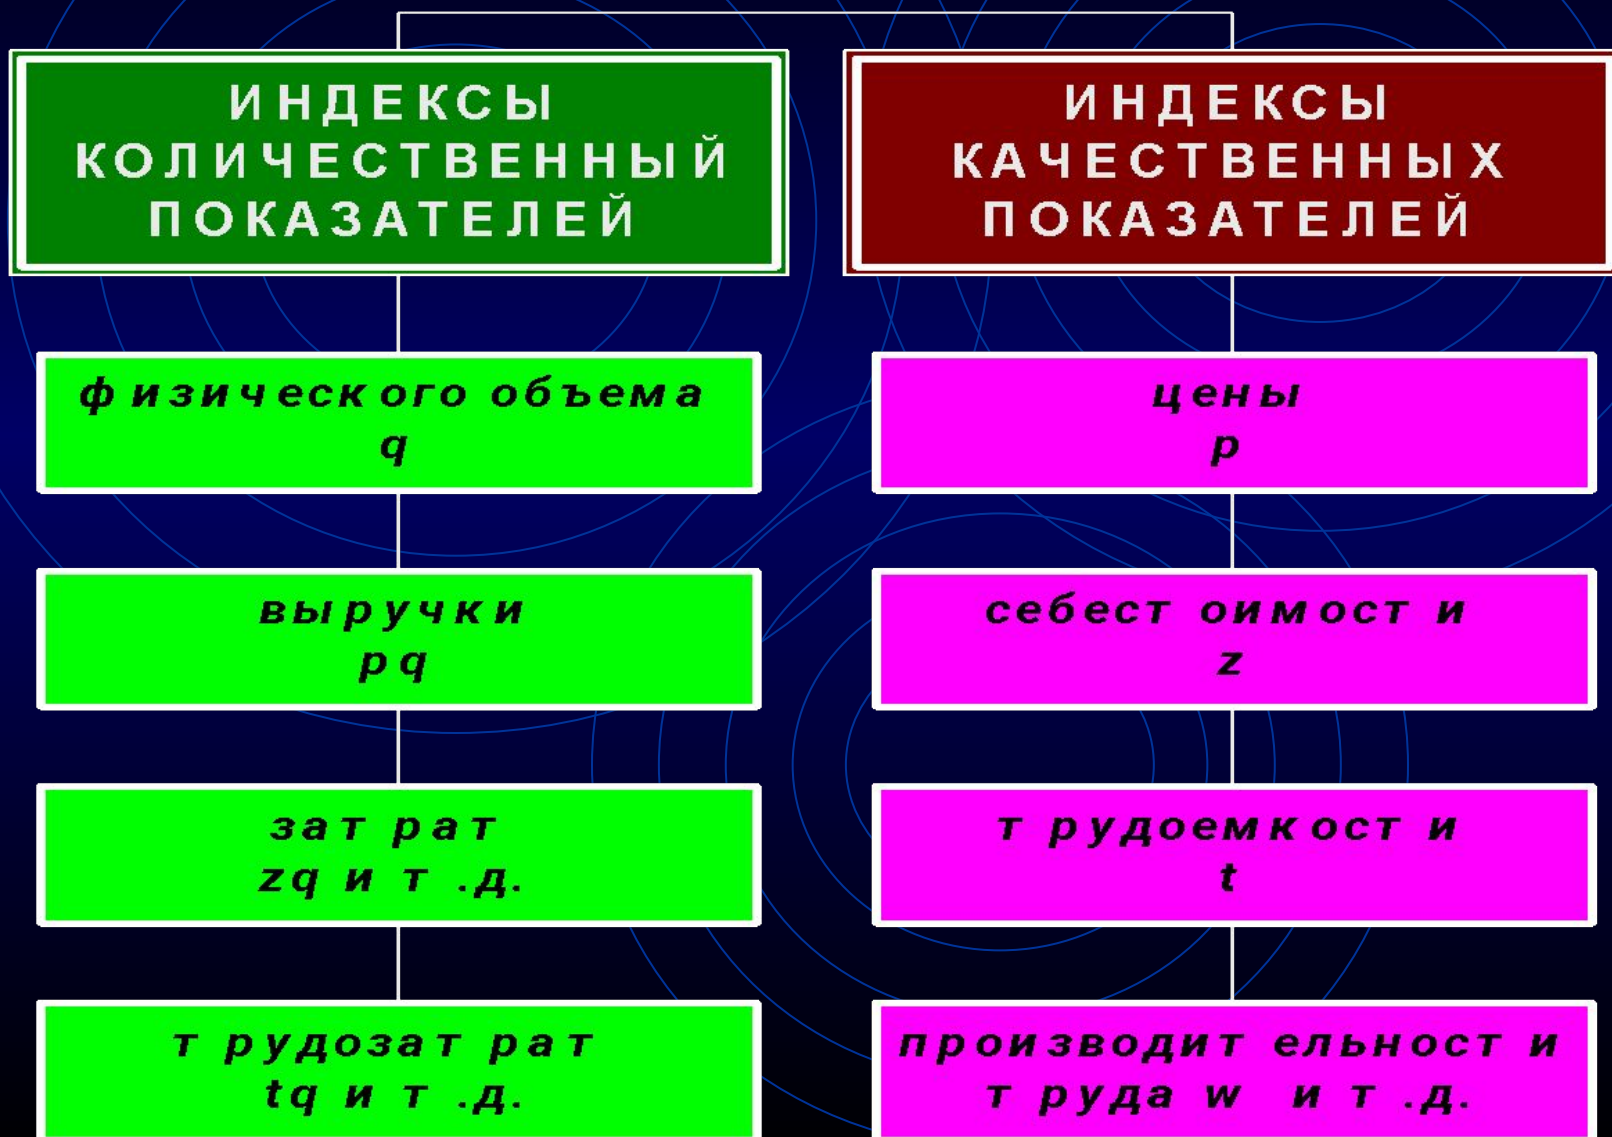 ИНДЕКСЫ
КОЛИЧЕСТВЕННЫЙ
ПОКАЗАТЕЛЕЙ
физического объема
q
выручки
pq
затрат
zq и т.д.
трудозатрат
tq и т.д.
ИНДЕКСЫ
КАЧЕСТВЕННЫХ
ПОКАЗАТЕЛЕЙ
цены
p
себестоимости
z
трудоемкости
t
производительности
труда w и т.д.